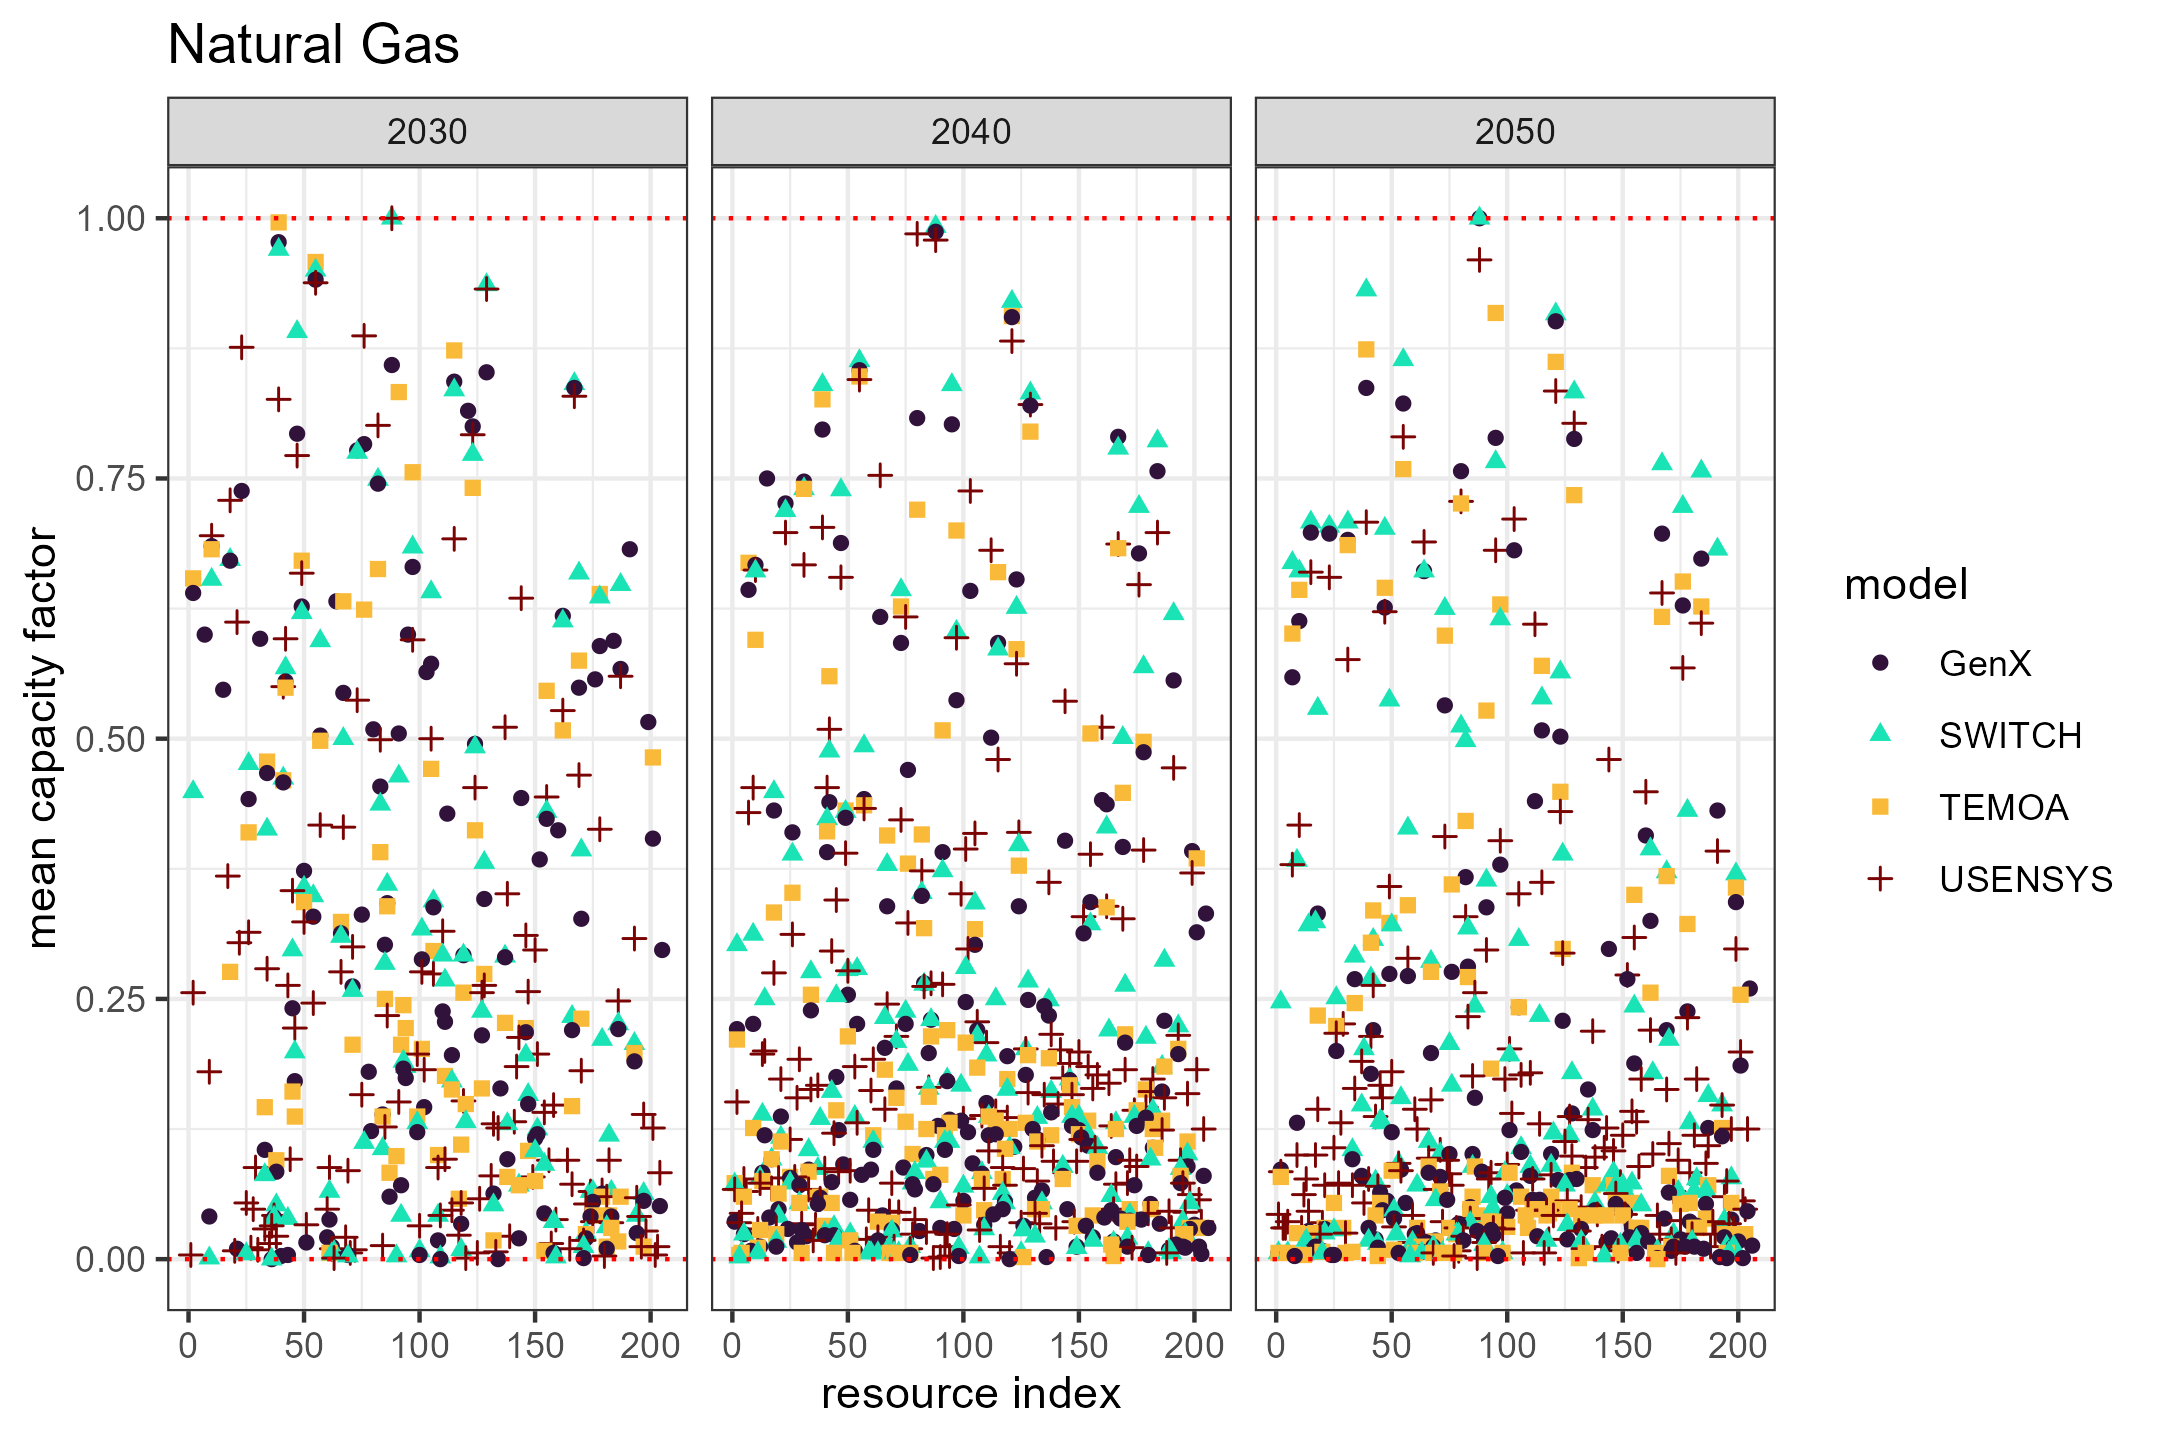 Natural Gas
2030 2040 2050
1.00
0.75
0.50
0.25
0.00
0 50 100 150 200 0 50 100 150 200 0 50 100 150 200
resource index
mean capacity factor
model
GenX
SWITCH
TEMOA
USENSYS